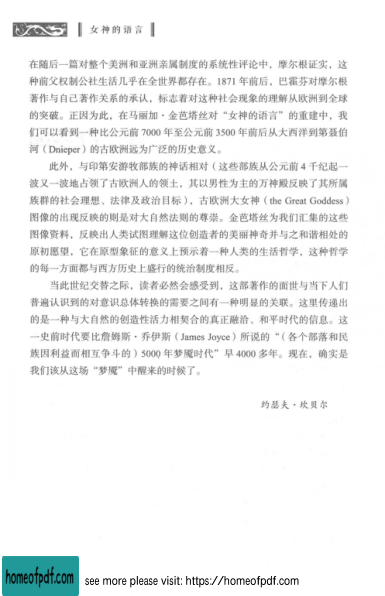 女神的语言
在随后一篇对整个美洲和亚洲亲属制度的系统性评论中，摩尔根证实，这
种前父权制公社生活几乎在全世界都存在。1871 年前后，巴霍芬对摩尔根
著作与自己著作关系的承认，标志着对这种社会现象的理解从欧洲到全球
的突破。正因为此，在马丽加·金芭塔丝对“女神的语言”的重建中，我
们可以看到一种比公元前 7000 年至公元前 3500 年前后从大西洋到第聂伯
河（Dnieper）的古欧洲远为广泛的历史意义。
此外，与印第安游牧部族的神话相对（这些部族从公元前 4 千纪起一
波又一波地占领了古欧洲人的领土，其以男性为主的万神殿反映了其所属
族群的社会理想、法律及政治目标），古欧洲大女神（the Great Goddess）
图像的出现反映的则是对大自然法则的尊崇。金芭塔丝为我们汇集的这些
图像资料，反映出人类试图理解这位创造者的美丽神奇并与之和谐相处的
原初愿望，它在原型象征的意义上预示着一种人类的生活哲学，这种哲学
的每一方面都与西方历史上盛行的统治制度相反。
当此世纪交替之际，读者必然会感受到，这部著作的面世与当下人们
普遍认识到的对意识总体转换的需要之间有一种明显的关联。这里传递出
的是一种与大自然的创造性活力相契合的真正融洽、和平时代的信息。这
一史前时代要比詹姆斯·乔伊斯（James Joyce）所说的“（各个部落和民
族因利益而相互争斗的）5000 年梦魇时代”早 4000 多年。现在，确实是
我们该从这场“梦魇”中醒来的时候了。
约瑟夫·坎贝尔
homeofpdf.com
see more please visit: https://homeofpdf.com